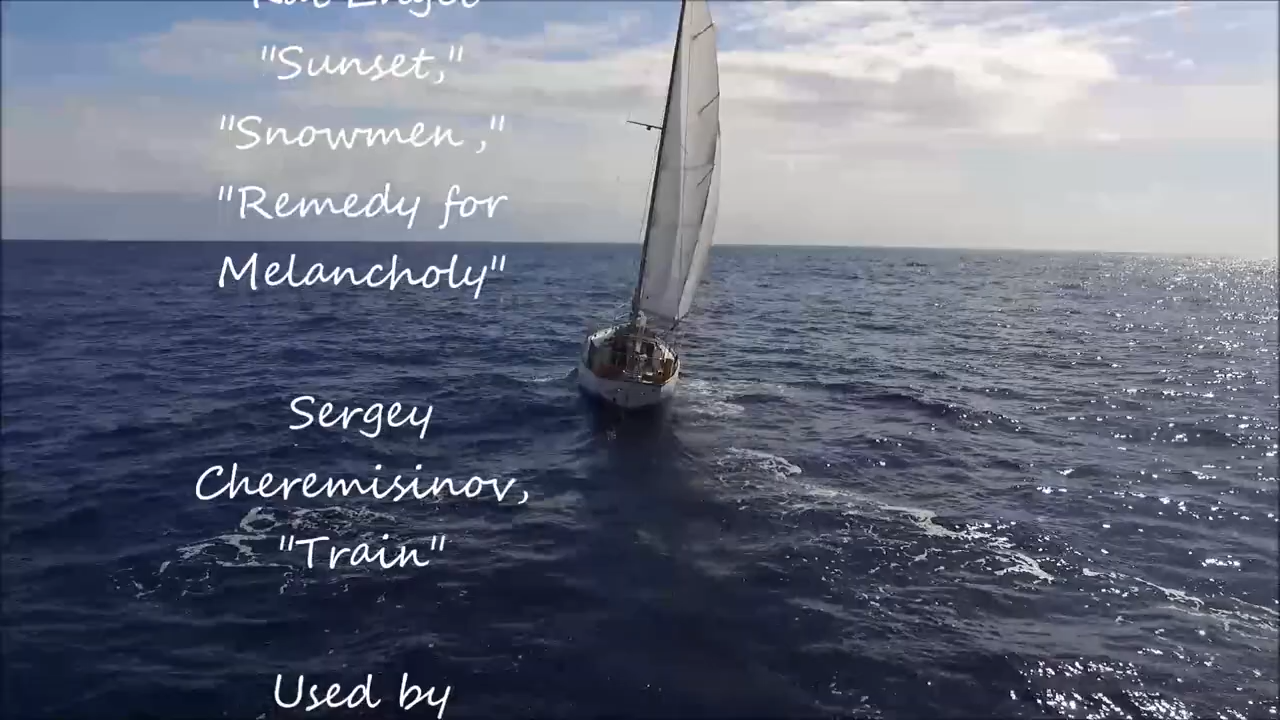 "Sunset,"
"Snowmen ,"
"Remedy for
Melancholy"
Sergey
Cheremisinov,
"Train"
Used by